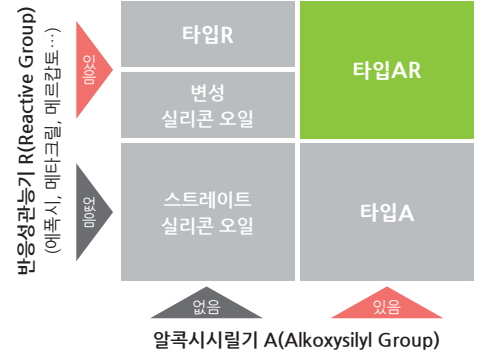 반응성관능기 R(Reactive Group)
(에폭시, 메타크릴, 메르캅토…)
있음
없음
타입R
변성
실리콘 오일
타입AR
스트레이트
실리콘 오일
타입A
없음
있음
알콕시시릴기 A(Alkoxysilyl Group)